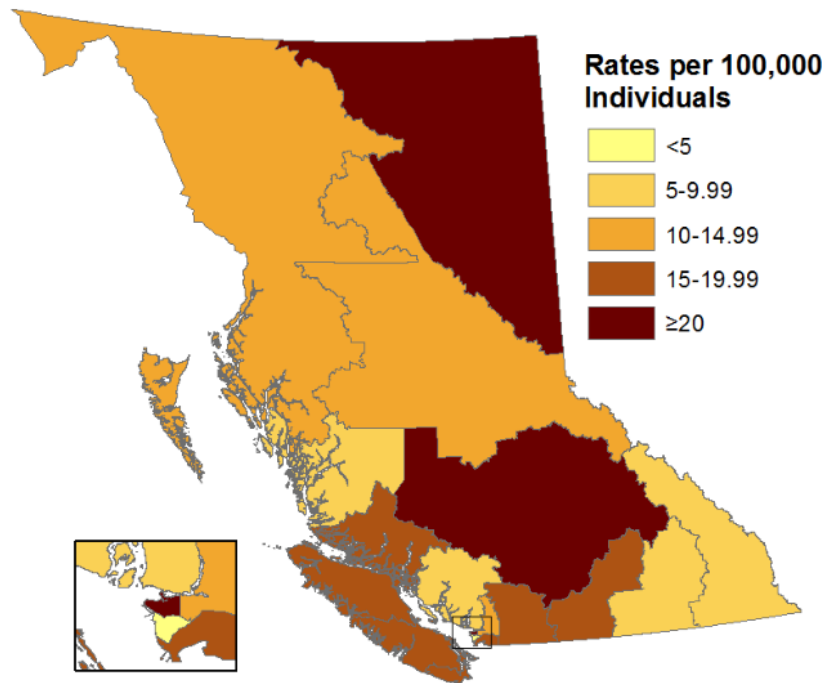 Rates per 100,000
Individuals
<5
5-9.99
10-14.99
15-19.99
≥20